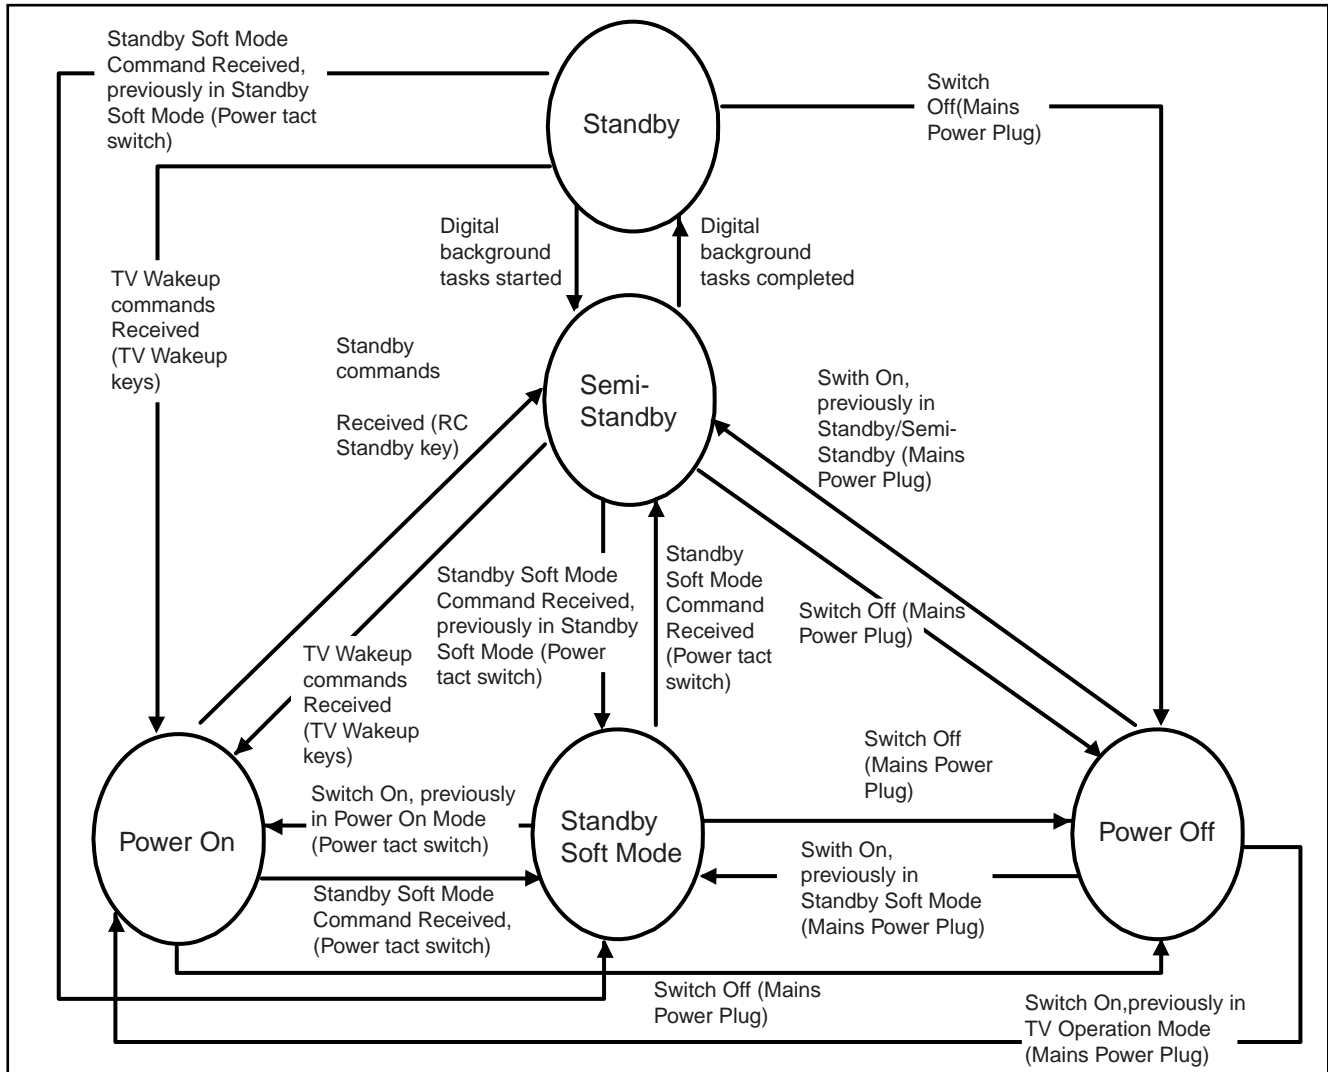 Standby Soft Mode
Command Received,
previously in Standby
Soft Mode (Power tact
switch)
Standby
Switch
Off(Mains
Power Plug)
Digital
background
tasks started
Digital
background
tasks completed
TV Wakeup
commands
Received
(TV Wakeup
keys)
Standby
commands
Received (RC
Standby key)
Semi-
Standby
Swith On,
previously in
Standby/Semi-
Standby (Mains
Power Plug)
Standby Soft Mode
Command Received,
previously in Standby
Soft Mode (Power
tact switch)
Standby
Soft Mode
Command
Received
(Power tact
switch)
Switch Off (Mains
Power Plug)
TV Wakeup
commands
Received
(TV Wakeup
keys)
Switch Off
(Mains Power
Plug)
Power On
Switch On, previously
in Power On Mode
(Power tact switch)
Standby
Soft Mode
Power Off
Swith On,
previously in
Standby Soft Mode
(Mains Power Plug)
Standby Soft Mode
Command Received,
(Power tact switch)
Switch Off (Mains
Power Plug)
Switch On,previously in
TV Operation Mode
(Mains Power Plug)